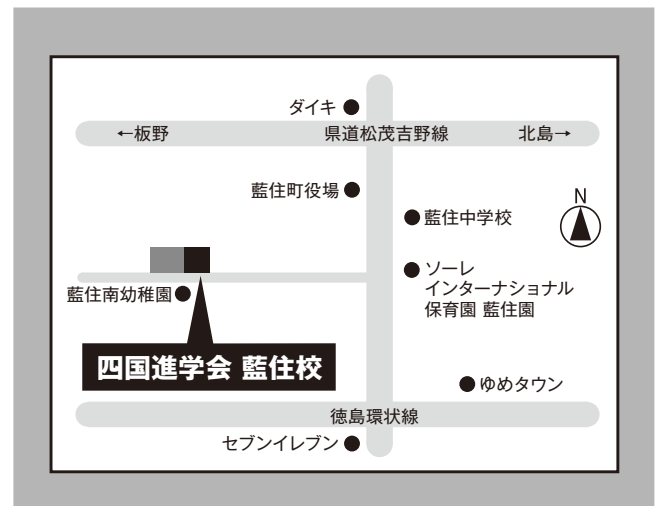 ダイキ
←板野
県道松茂吉野線
北島→
藍住町役場
N
藍住中学校
ソーレ
インターナショナル
保育園 藍住園
藍住南幼稚園
四国進学会 藍住校
ゆめタウン
徳島環状線
セブンイレブン